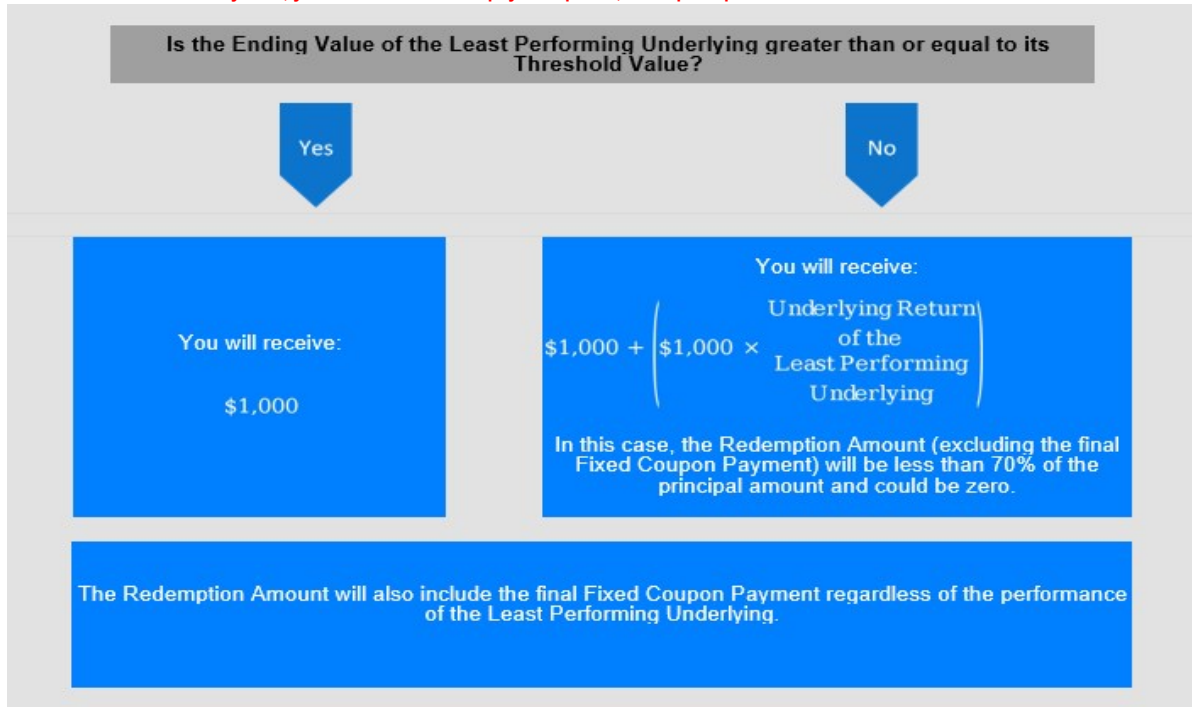 Is the Ending Value of the Least Performing Underlying greater than or equal to its
Threshold Value?
Yes
No
You will receive:
$1,000
You will receive:
$1,000 + ($1,000 × Underlying Return
of the
Least Performing
Underlying)
In this case, the Redemption Amount (excluding the final
Fixed Coupon Payment) will be less than 70% of the
principal amount and could be zero.
The Redemption Amount will also include the final Fixed Coupon Payment regardless of the performance
of the Least Performing Underlying.